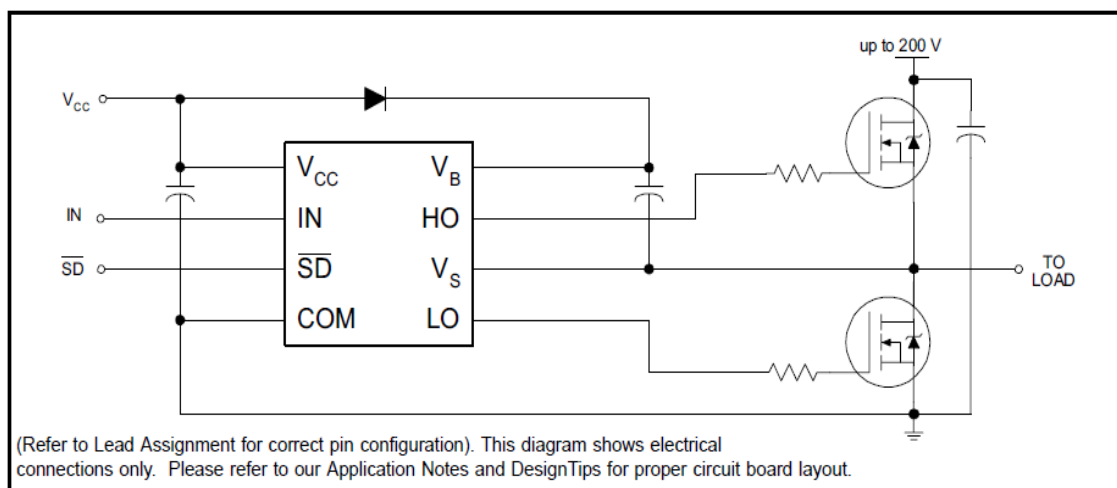 up to 200 V
VCC
VCC
VB
IN
IN
HO
SD
SD
VS
TO
LOAD
COM
LO
(Refer to Lead Assignment for correct pin configuration). This diagram shows electrical
connections only. Please refer to our Application Notes and DesignTips for proper circuit board layout.